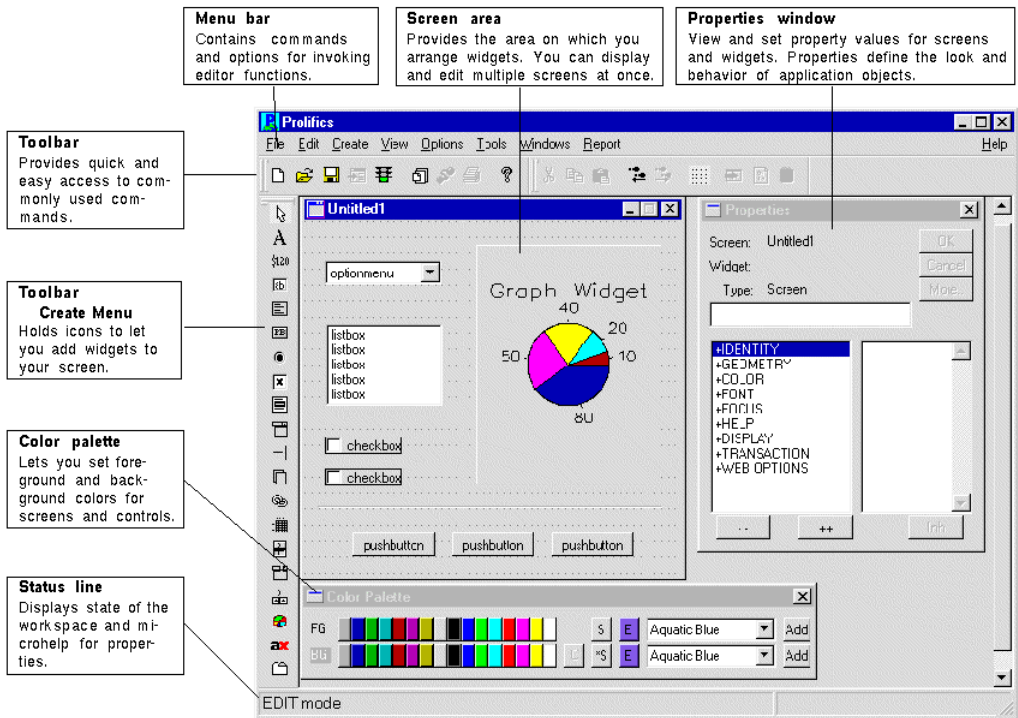 Menu bar
Contains commands
and options for invoking
editor functions.
Screen area
Provides the area on which you
arrange widgets. You can display
and edit multiple screens at once.
Properties window
View and set property values for screens
and widgets. Properties define the look and
behavior of application objects.
Toolbar
Provides quick and
easy access to com-
monly used com-
mands.
Toolbar
Create Menu
Holds icons to let
you add widgets to
your screen.
Color palette
Lets you set fore-
ground and back-
ground colors for
screens and controls.
Status line
Displays state of the
workspace and mi-
crohelp for proper-
ties.
Prolifics
File Edit Create View Options Tools Windows Report Help
Untitled1
optionmenu
listbox
listbox
listbox
listbox
listbox
checkbox
checkbox
Graph Widget
40
20
50
10
80
pushbutton pushbutton pushbutton
Properties
Screen: Untitled1
Widget:
Type: Screen
OK
Cancel
More...
+IDENTITY
+GEOMETRY
+COLOR
+FONT
+FOCUS
+HELP
+DISPLAY
+TRANSACTION
+WEB OPTIONS
-- ++ Inh
A
$120
ax
Color Palette
FG S E Aquatic Blue Add
BG C *S E Aquatic Blue Add
EDIT mode